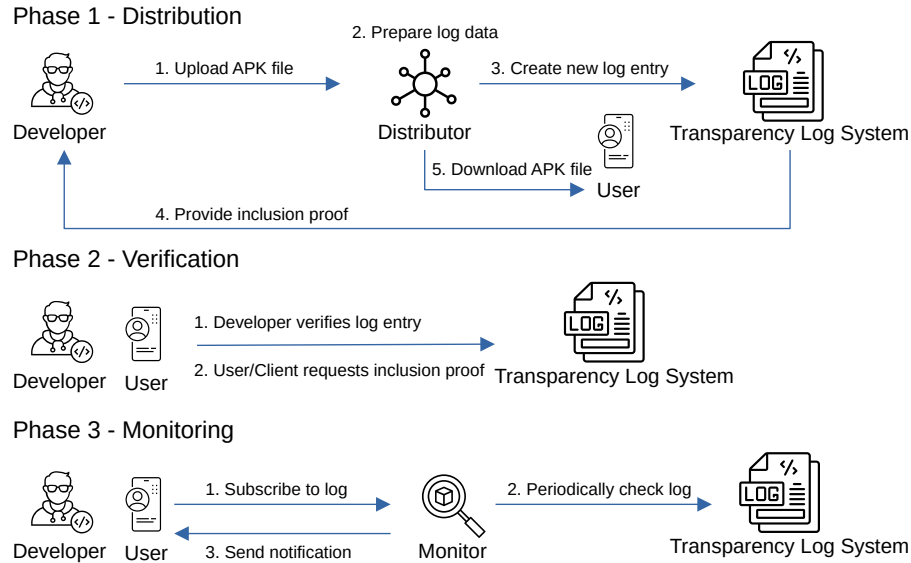 Phase 1 - Distribution
2. Prepare log data
1. Upload APK file
3. Create new log entry
LOG
Developer
Distributor
Transparency Log System
5. Download APK file
User
4. Provide inclusion proof
Phase 2 - Verification
LOG
1. Developer verifies log entry
2. User/Client requests inclusion proof
Developer
User
Transparency Log System
Phase 3 - Monitoring
1. Subscribe to log
2. Periodically check log
LOG
3. Send notification
Developer
User
Monitor
Transparency Log System